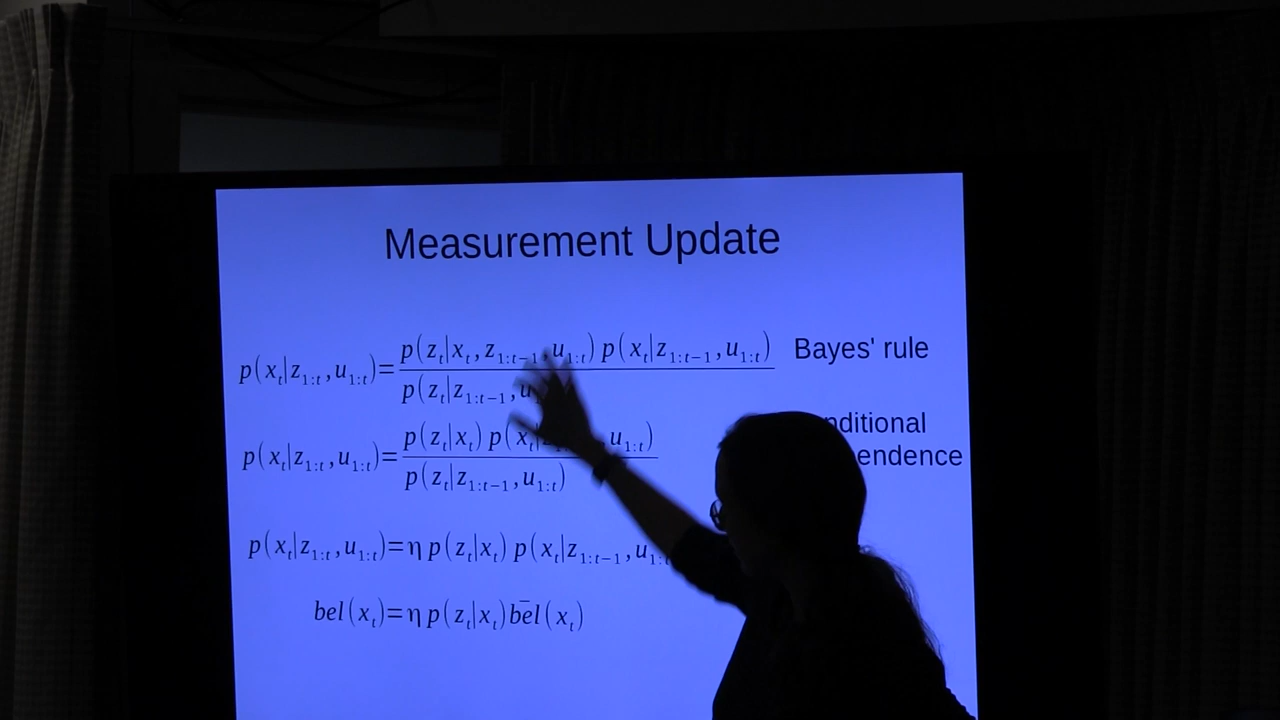 Measurement Update
p(x_t|z_{1:t}, u_{1:t})= p(z_t|x_t, z_{1:t−1}, u_{1:t}) p(x_t|z_{1:t−1}, u_{1:t}) Bayes' rule
p(z_t|z_{1:t−1}, u
p(x_t|z_{1:t}, u_{1:t})= p(z_t|x_t) p(x_t| u_{1:t})
p(z_t|z_{1:t−1}, u_{1:t})
p(x_t|z_{1:t}, u_{1:t})=η p(z_t|x_t) p(x_t|z_{1:t−1}, u_{1:t}
bel(x_t)=η p(z_t|x_t) b̅e̅l̅(x_t)